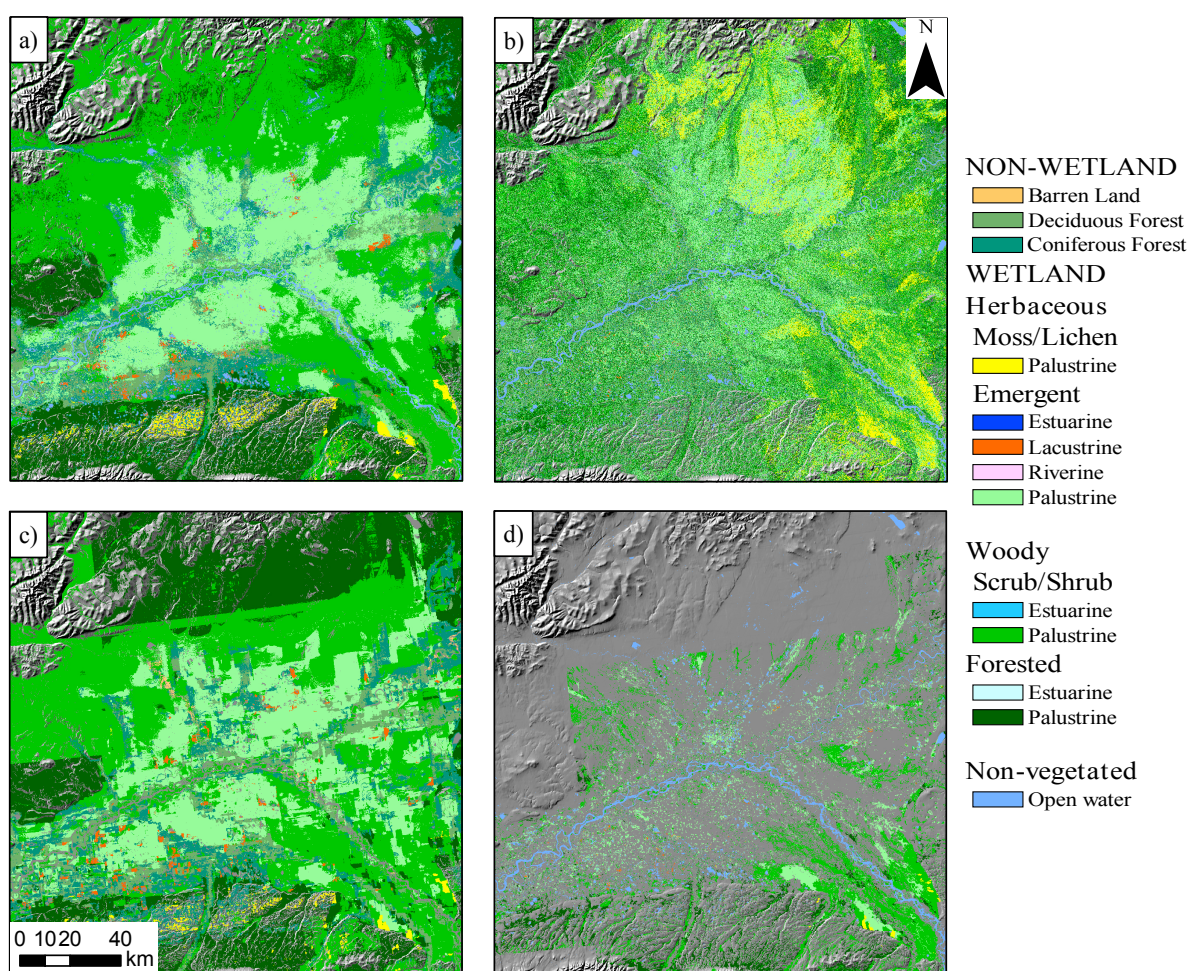 a)
b)
N
NON-WETLAND
Barren Land
Deciduous Forest
Coniferous Forest
WETLAND
Herbaceous
Moss/Lichen
Palustrine
Emergent
Estuarine
Lacustrine
Riverine
Palustrine
Woody
Scrub/Shrub
Estuarine
Palustrine
Forested
Estuarine
Palustrine
Non-vegetated
Open water
c)
d)
0 10 20 40
km